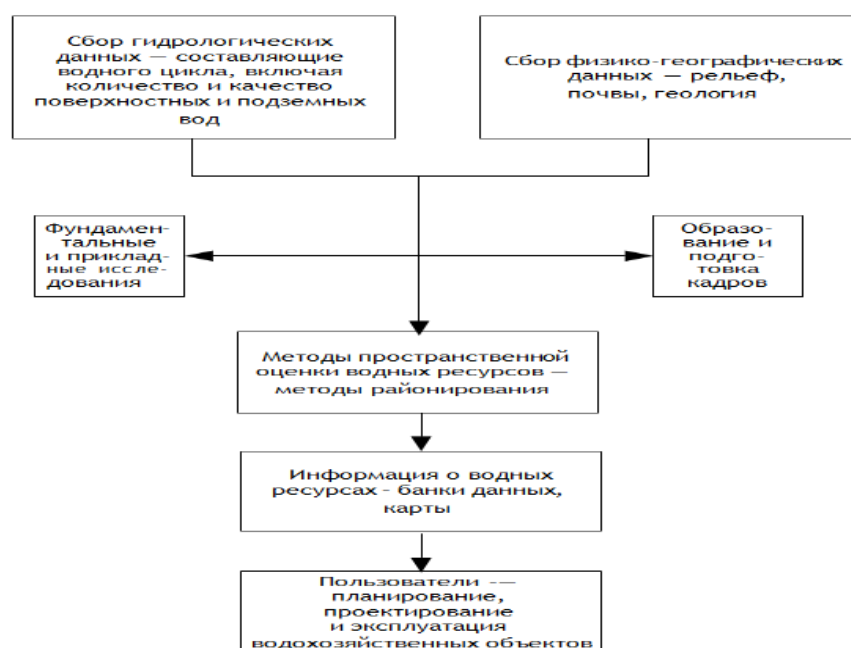 Сбор гидрологических
данных — составляющие
водного цикла, включая
количество и качество
поверхностных и подземных
вод
Сбор физико-географических
данных — рельеф,
почвы, геология
Фундамен-
тальные
и приклад-
ные иссле-
дования
Образо-
вание и
подго-
товка
кадров
Методы пространственной
оценки водных ресурсов —
методы районирования
Информация о водных
ресурсах - банки данных,
карты
Пользователи -—
планирование,
проектирование
и эксплуатация
водохозяйственных объектов